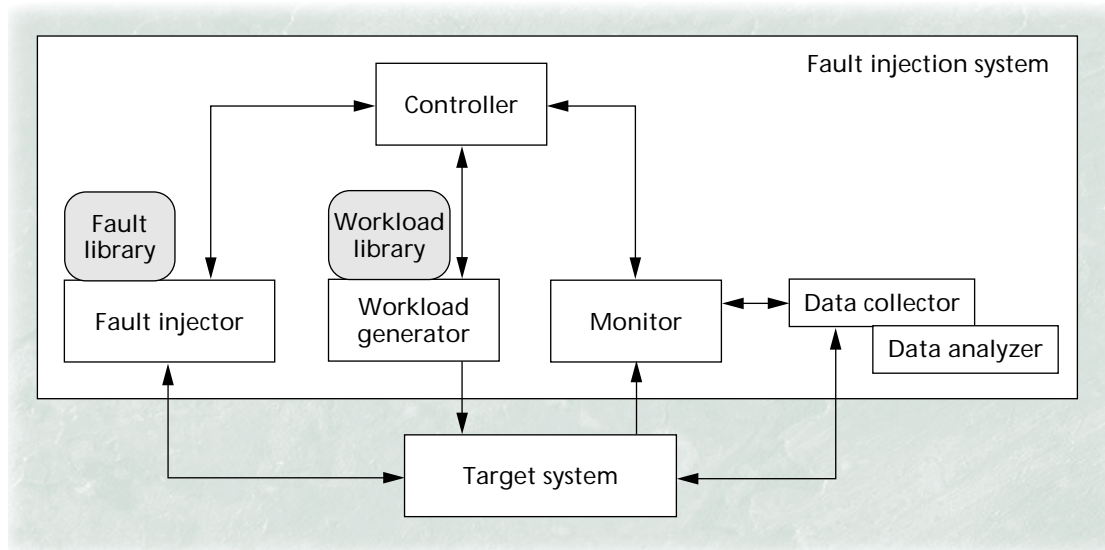 Fault injection system
Controller
Fault
library
Workload
library
Fault injector
Workload
generator
Monitor
Data collector
Data analyzer
Target system